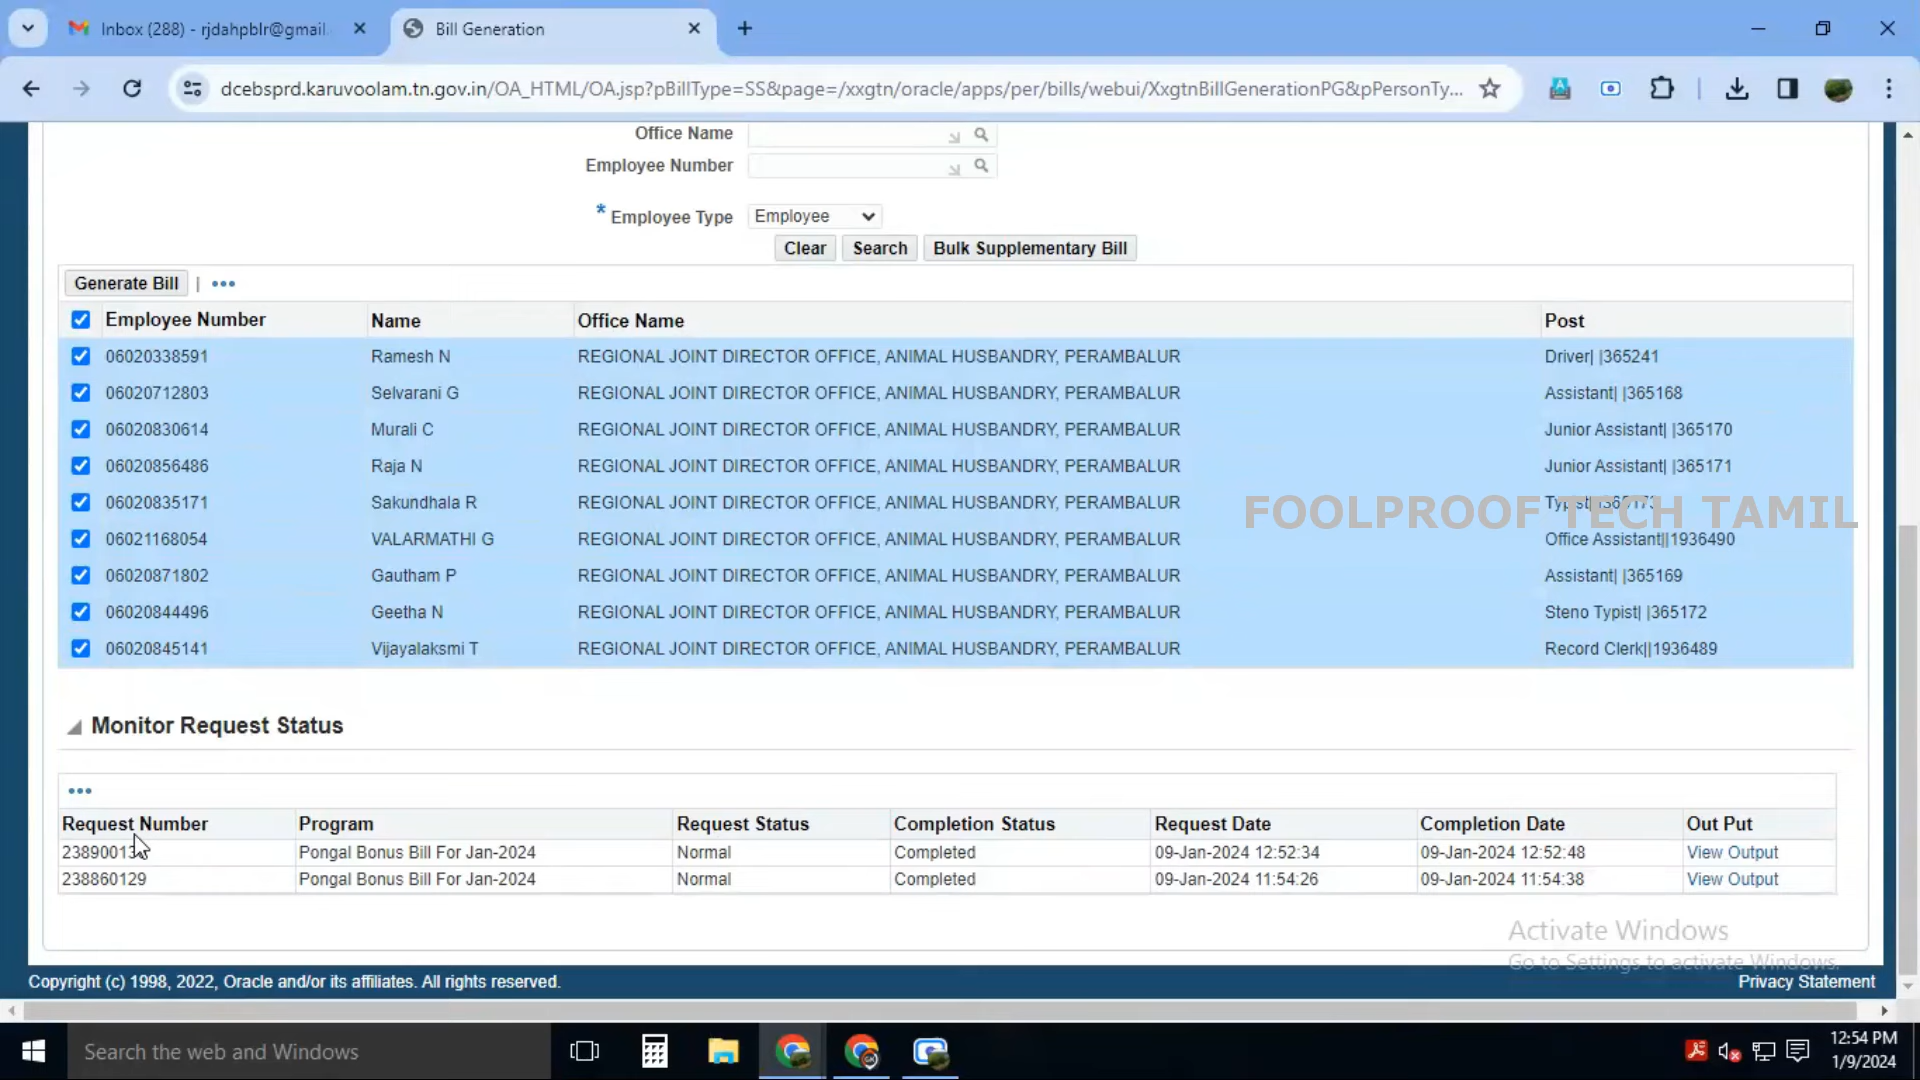 Inbox (288) - rjdahpblr@gmail.
Bill Generation
dcebsprd.karuvoolam.tn.gov.in/OA_HTML/OA.jsp?pBillType=SS&page=/xxgtn/oracle/apps/per/bills/webui/XxgtnBillGenerationPG&pPersonTy...
Office Name
Employee Number
* Employee Type Employee
Clear Search Bulk Supplementary Bill
Generate Bill | •••
Employee Number Name Office Name Post
06020338591 Ramesh N REGIONAL JOINT DIRECTOR OFFICE, ANIMAL HUSBANDRY, PERAMBALUR Driver| |365241
06020712803 Selvarani G REGIONAL JOINT DIRECTOR OFFICE, ANIMAL HUSBANDRY, PERAMBALUR Assistant| |365168
06020830614 Murali C REGIONAL JOINT DIRECTOR OFFICE, ANIMAL HUSBANDRY, PERAMBALUR Junior Assistant| |365170
06020856486 Raja N REGIONAL JOINT DIRECTOR OFFICE, ANIMAL HUSBANDRY, PERAMBALUR Junior Assistant| |365171
06020835171 Sakundhala R REGIONAL JOINT DIRECTOR OFFICE, ANIMAL HUSBANDRY, PERAMBALUR
FOOLPROOF TECH TAMIL
06021168054 VALARMATHI G REGIONAL JOINT DIRECTOR OFFICE, ANIMAL HUSBANDRY, PERAMBALUR Office Assistant||1936490
06020871802 Gautham P REGIONAL JOINT DIRECTOR OFFICE, ANIMAL HUSBANDRY, PERAMBALUR Assistant| |365169
06020844496 Geetha N REGIONAL JOINT DIRECTOR OFFICE, ANIMAL HUSBANDRY, PERAMBALUR Steno Typist| |365172
06020845141 Vijayalaksmi T REGIONAL JOINT DIRECTOR OFFICE, ANIMAL HUSBANDRY, PERAMBALUR Record Clerk||1936489
Monitor Request Status
•••
Request Number Program Request Status Completion Status Request Date Completion Date Out Put
Pongal Bonus Bill For Jan-2024 Normal Completed 09-Jan-2024 12:52:34 09-Jan-2024 12:52:48 View Output
238860129 Pongal Bonus Bill For Jan-2024 Normal Completed 09-Jan-2024 11:54:26 09-Jan-2024 11:54:38 View Output
Activate Windows
Go to Settings to activate Windows.
Copyright (c) 1998, 2022, Oracle and/or its affiliates. All rights reserved.
Privacy Statement
Search the web and Windows
12:54 PM
1/9/2024